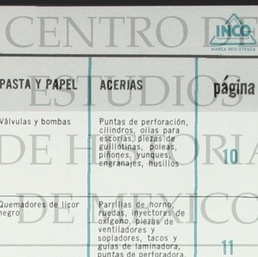 CENTRO DE
INCO
MARCA REGISTRADA
PASTA Y PAPEL
ACERIAS
página
ESTUDIOS
Válvulas y bombas
Puntas de perforación,
cilindros, ollas para
escorias, piezas de
guillotinas, poleas,
piñones, yunques,
engranajes, husillos
10
DE HISTORIA
Quemadores de licor
negro
Parrillas de horno,
ruedas, inyectores de
oxígeno, piezas de
ventiladores y
sopladores, tacos y
guías de laminadora,
puntas de perforadora,
11
DE MEXICO